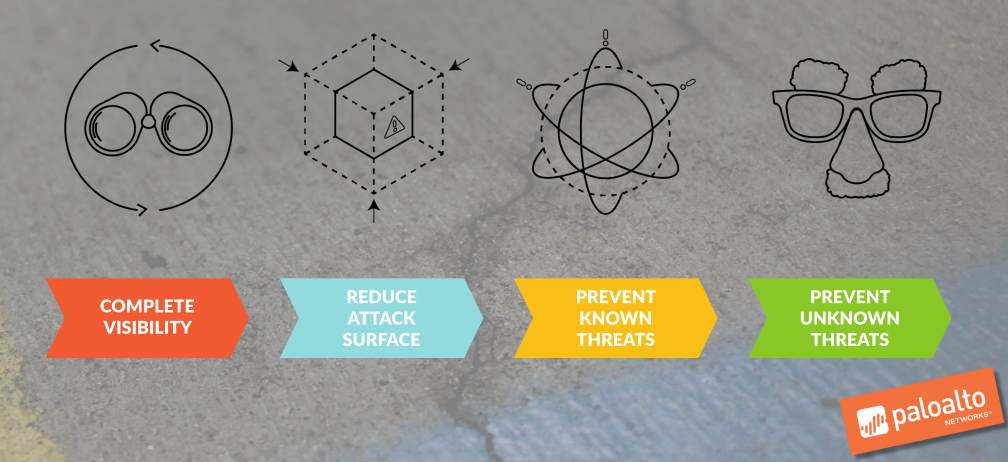 COMPLETE
VISIBILITY
REDUCE
ATTACK
SURFACE
PREVENT
KNOWN
THREATS
PREVENT
UNKNOWN
THREATS
paloalto
NETWORKS®